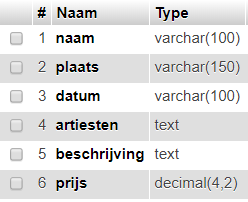 # Naam Type
1 naam varchar(100)
2 plaats varchar(150)
3 datum varchar(100)
4 artiesten text
5 beschrijving text
6 prijs decimal(4,2)